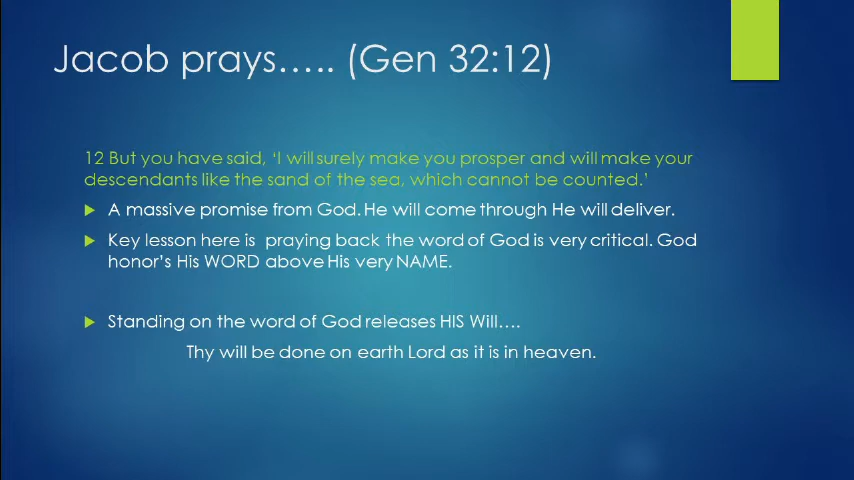 Jacob prays….. (Gen 32:12)
12 But you have said, ‘I will surely make you prosper and will make your
descendants like the sand of the sea, which cannot be counted.’
A massive promise from God. He will come through He will deliver.
Key lesson here is praying back the word of God is very critical. God
honor’s His WORD above His very NAME.
Standing on the word of God releases HIS Will….
Thy will be done on earth Lord as it is in heaven.